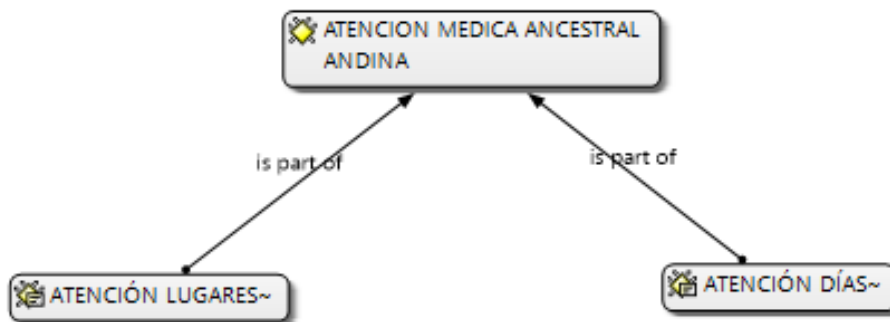 ATENCION MEDICA ANCESTRAL
ANDINA
is part of
is part of
ATENCIÓN LUGARES~
ATENCIÓN DÍAS~